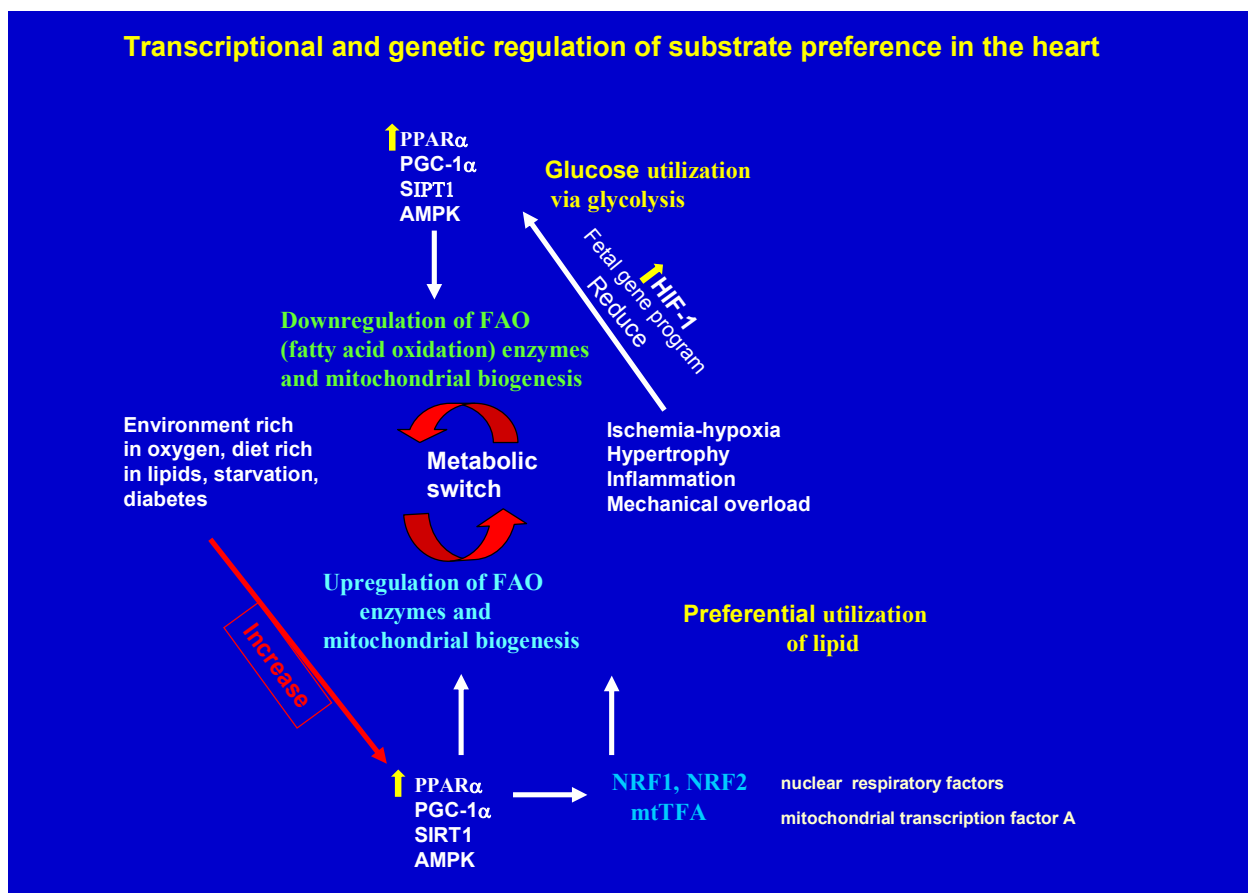 Transcriptional and genetic regulation of substrate preference in the heart
PPARα
PGC-1α
SIPT1
AMPK
Glucose utilization
via glycolysis
HIF-1
Fetal gene program
Reduce
Downregulation of FAO
(fatty acid oxidation) enzymes
and mitochondrial biogenesis
Environment rich
in oxygen, diet rich
in lipids, starvation,
diabetes
Metabolic
switch
Ischemia-hypoxia
Hypertrophy
Inflammation
Mechanical overload
Upregulation of FAO
enzymes and
mitochondrial biogenesis
Preferential utilization
of lipid
Increase
PPARα
PGC-1α
SIRT1
AMPK
NRF1, NRF2
mtTFA
nuclear respiratory factors
mitochondrial transcription factor A